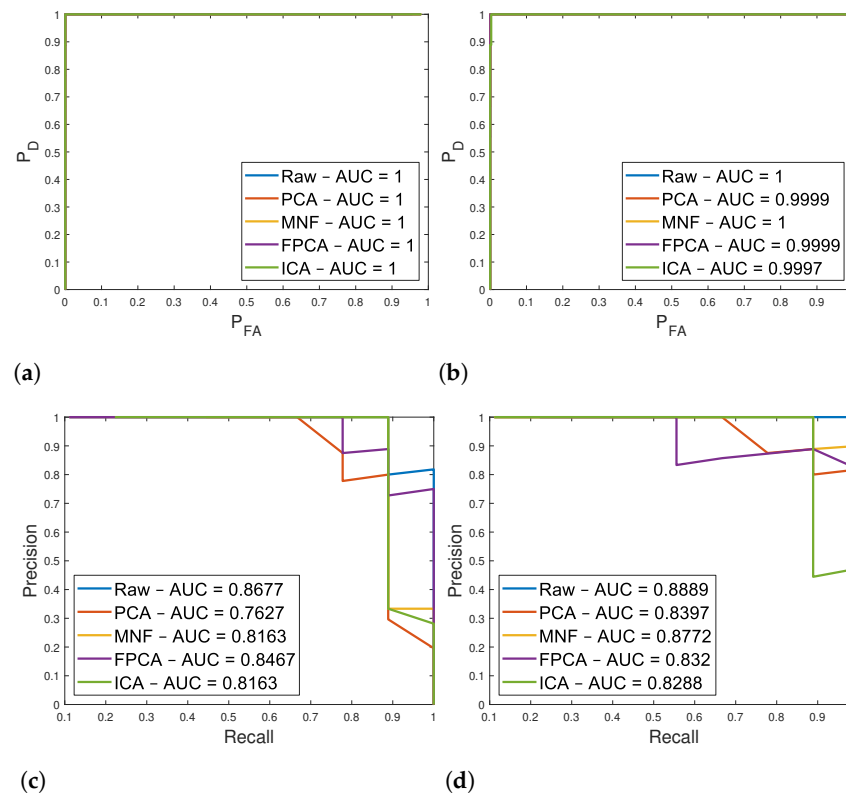 1
0.9
0.8
0.7
0.6
0.5
0.4
0.3
0.2
0.1
0
P_D
Raw – AUC = 1
PCA – AUC = 1
MNF – AUC = 1
FPCA – AUC = 1
ICA – AUC = 1
0 0.1 0.2 0.3 0.4 0.5 0.6 0.7 0.8 0.9 1
P_FA
(a)
1
0.9
0.8
0.7
0.6
0.5
0.4
0.3
0.2
0.1
0
P_D
Raw – AUC = 1
PCA – AUC = 0.9999
MNF – AUC = 1
FPCA – AUC = 0.9999
ICA – AUC = 0.9997
0 0.1 0.2 0.3 0.4 0.5 0.6 0.7 0.8 0.9
P_FA
(b)
1
0.9
0.8
0.7
0.6
0.5
0.4
0.3
0.2
0.1
0
Precision
Raw – AUC = 0.8677
PCA – AUC = 0.7627
MNF – AUC = 0.8163
FPCA – AUC = 0.8467
ICA – AUC = 0.8163
0.1 0.2 0.3 0.4 0.5 0.6 0.7 0.8 0.9 1
Recall
(c)
1
0.9
0.8
0.7
0.6
0.5
0.4
0.3
0.2
0.1
0
Precision
Raw – AUC = 0.8889
PCA – AUC = 0.8397
MNF – AUC = 0.8772
FPCA – AUC = 0.832
ICA – AUC = 0.8288
0.1 0.2 0.3 0.4 0.5 0.6 0.7 0.8 0.9
Recall
(d)